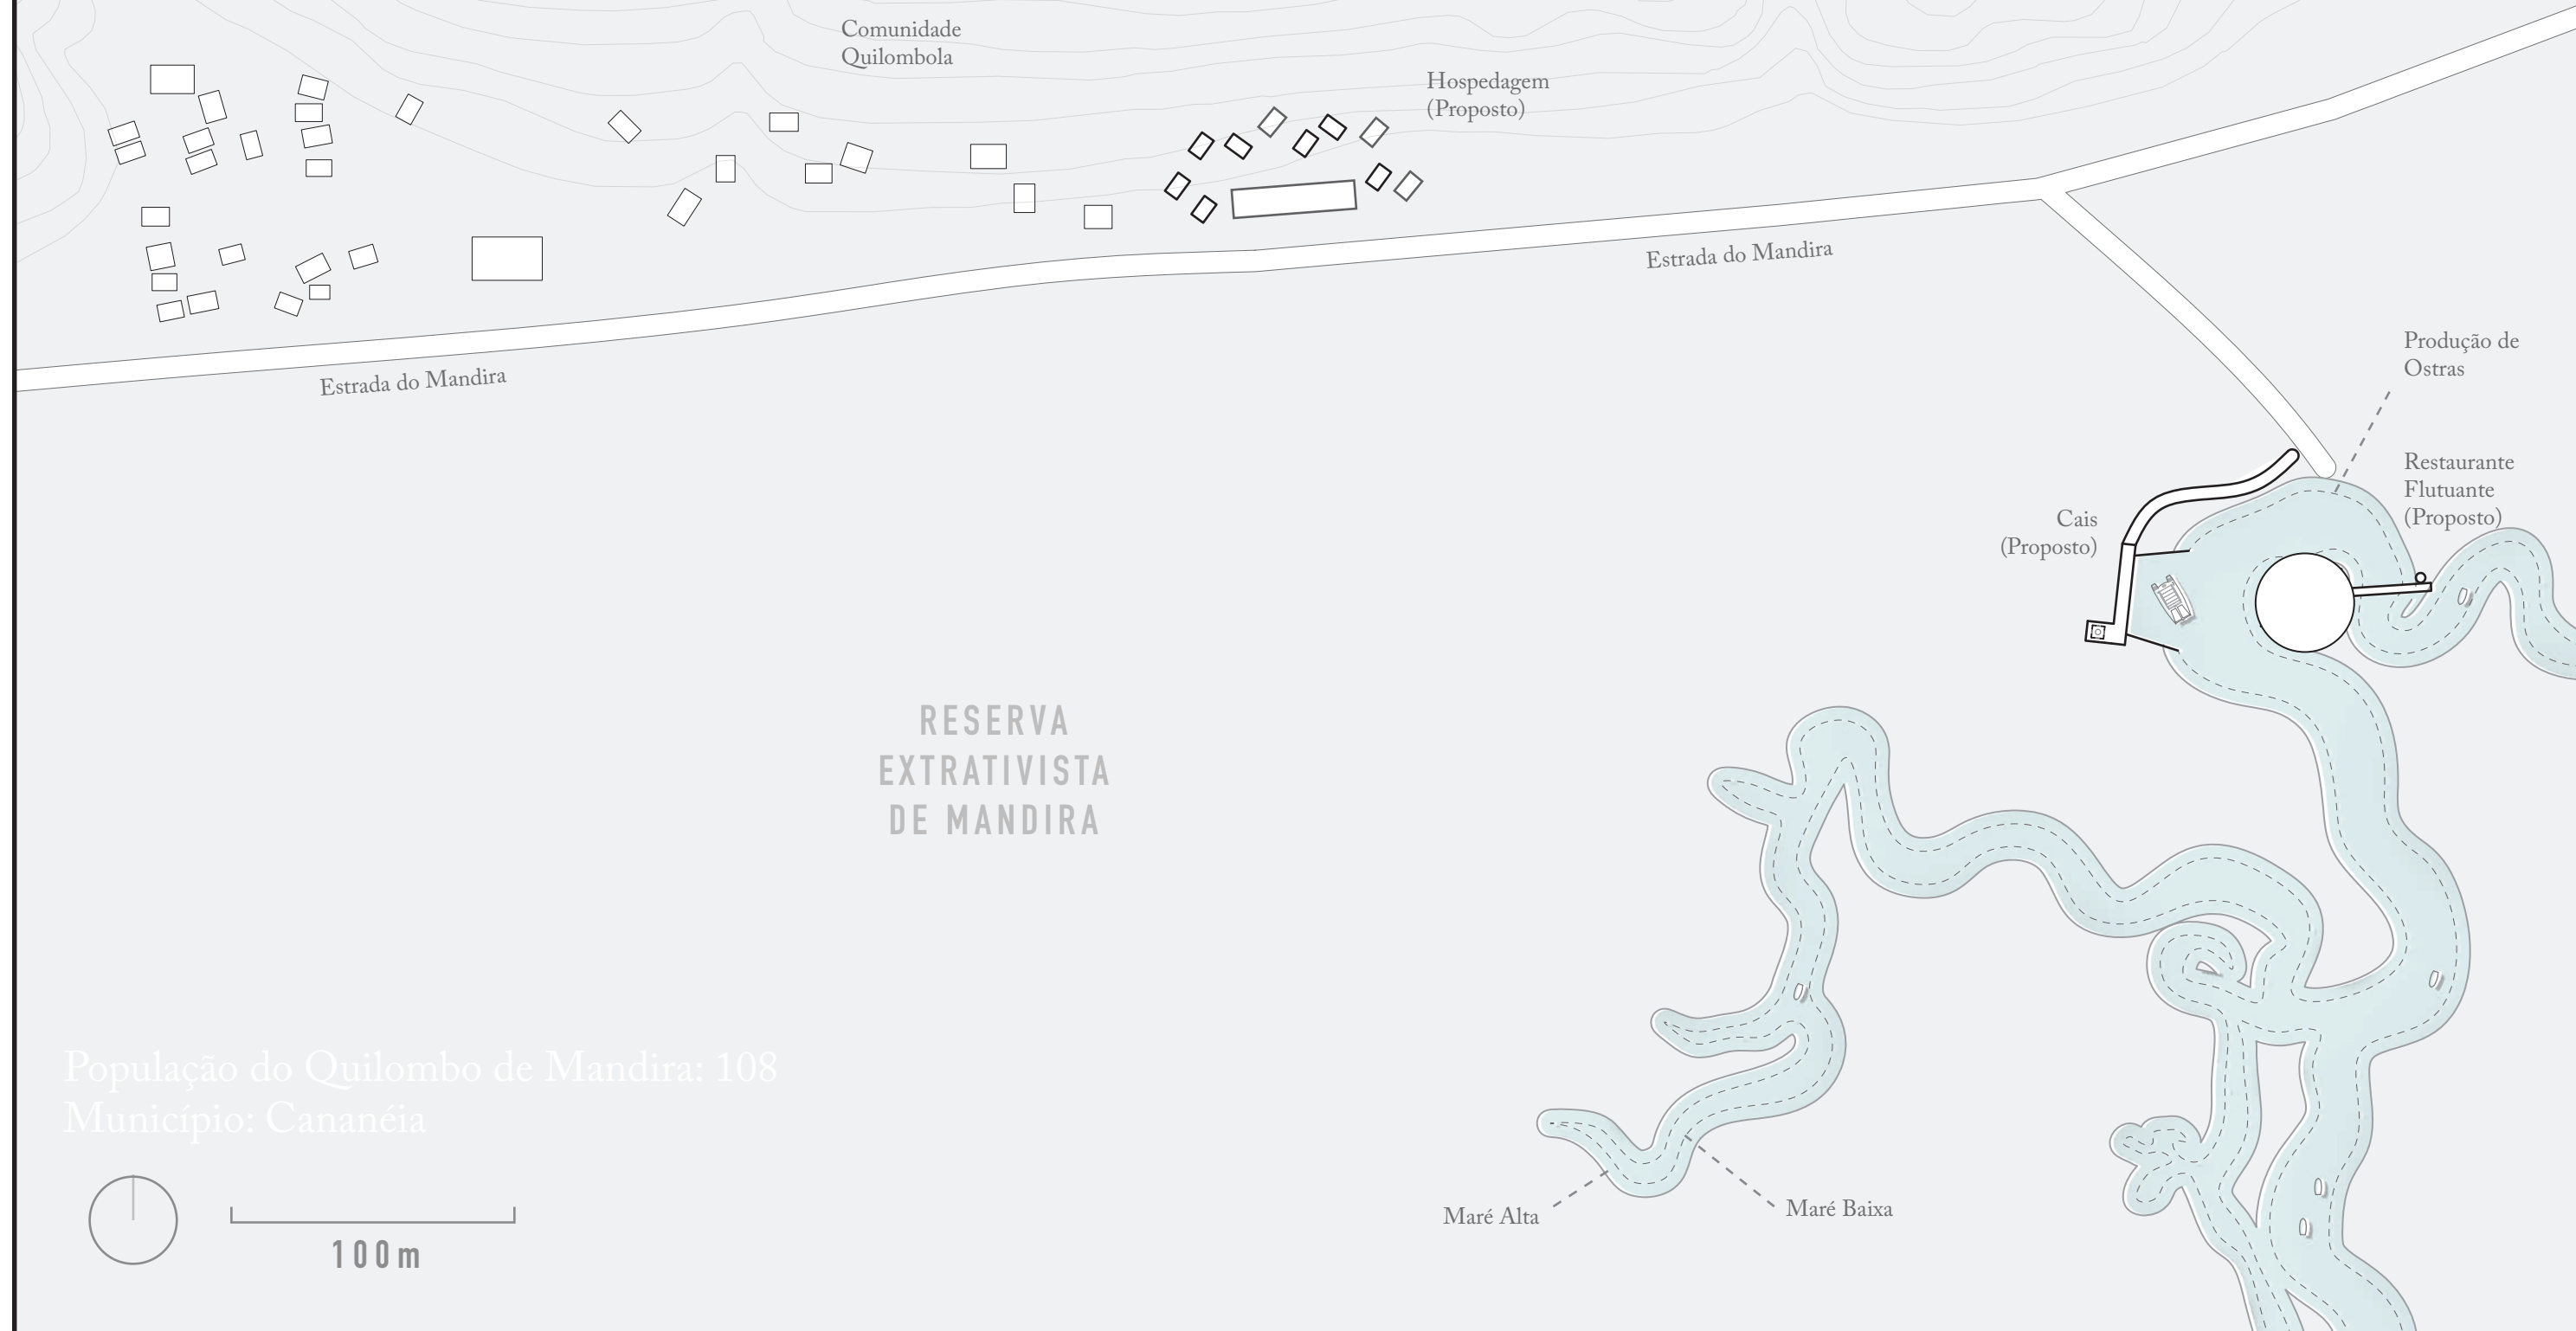 Comunidade
Quilombola
Hospedagem
(Proposto)
Estrada do Mandira
Estrada do Mandira
Produção de
Ostras
Restaurante
Flutuante
(Proposto)
Cais
(Proposto)
RESERVA
EXTRATIVISTA
DE MANDIRA
População do Quilombo de Mandira: 108
Município: Cananéia
100m
Maré Alta
Maré Baixa